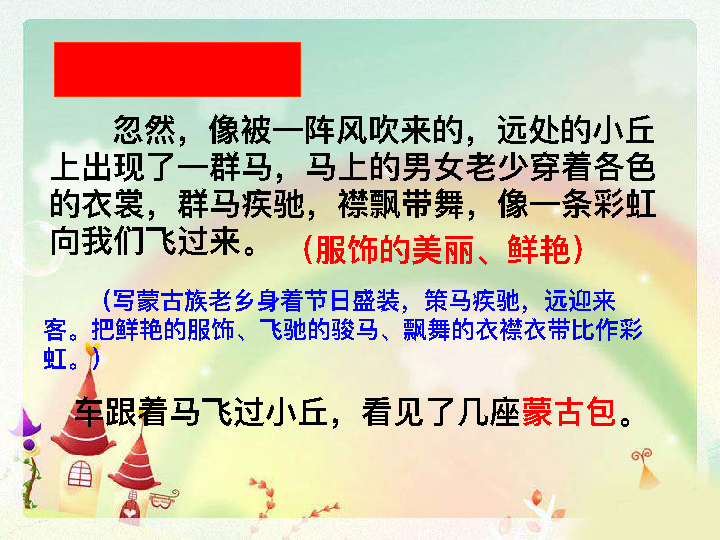 忽然，像被一阵风吹来的，远处的小丘
上出现了一群马，马上的男女老少穿着各色
的衣裳，群马疾驰，襟飘带舞，像一条彩虹
向我们飞过来。（服饰的美丽、鲜艳）
（写蒙古族老乡身着节日盛装，策马疾驰，远迎来
客。把鲜艳的服饰、飞驰的骏马、飘舞的衣襟衣带比作彩
虹。）
车跟着马飞过小丘，看见了几座蒙古包。